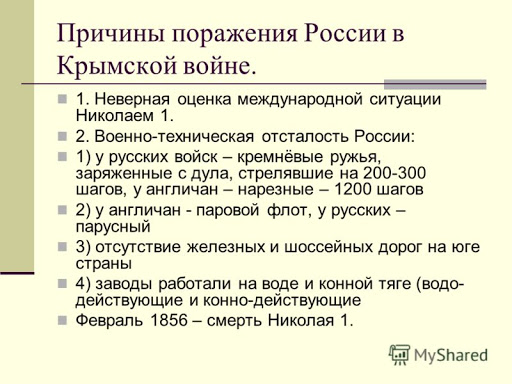 Причины поражения России в
Крымской войне.
1. Неверная оценка международной ситуации
Николаем 1.
2. Военно-техническая отсталость России:
1) у русских войск – кремнёвые ружья,
заряженные с дула, стрелявшие на 200-300
шагов, у англичан – нарезные – 1200 шагов
2) у англичан - паровой флот, у русских –
парусный
3) отсутствие железных и шоссейных дорог на юге
страны
4) заводы работали на воде и конной тяге (водо-
действующие и конно-действующие
Февраль 1856 – смерть Николая 1.
MyShared